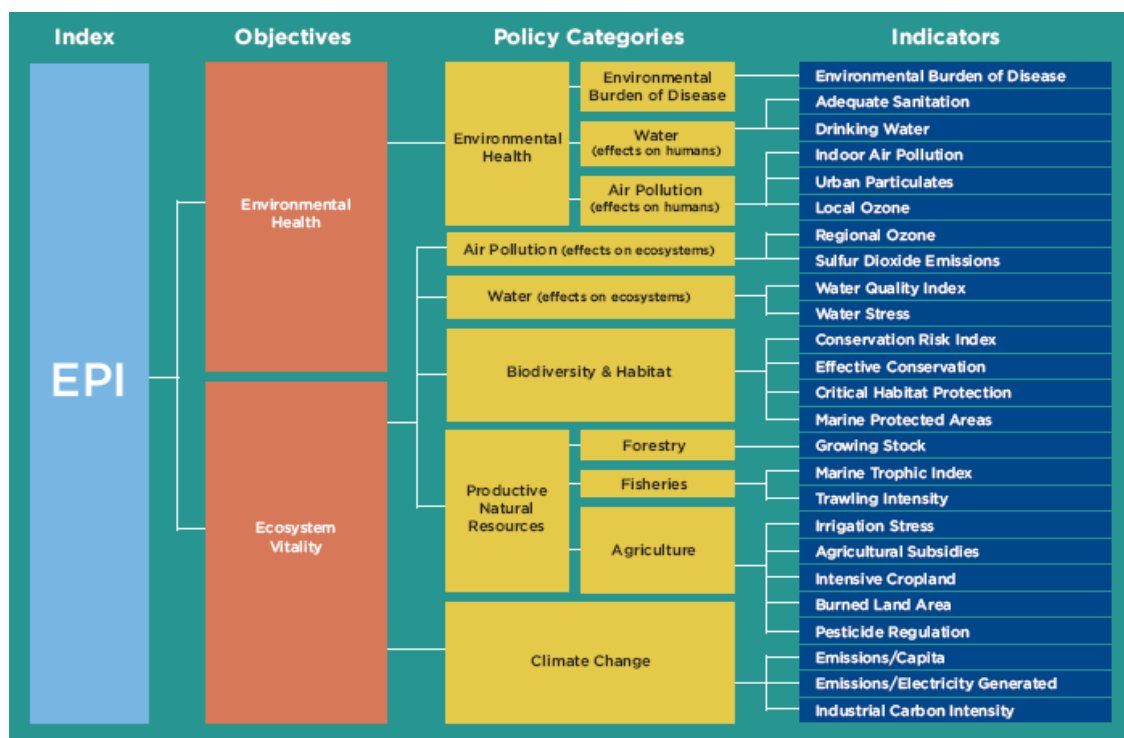 Index
Objectives
Policy Categories
Indicators
EPI
Environmental
Health
Ecosystem
Vitality
Environmental
Health
Environmental
Burden of Disease
Water
(effects on humans)
Air Pollution
(effects on humans)
Air Pollution (effects on ecosystems)
Water (effects on ecosystems)
Biodiversity & Habitat
Productive
Natural
Resources
Forestry
Fisheries
Agriculture
Climate Change
Environmental Burden of Disease
Adequate Sanitation
Drinking Water
Indoor Air Pollution
Urban Particulates
Local Ozone
Regional Ozone
Sulfur Dioxide Emissions
Water Quality Index
Water Stress
Conservation Risk Index
Effective Conservation
Critical Habitat Protection
Marine Protected Areas
Growing Stock
Marine Trophic Index
Trawling Intensity
Irrigation Stress
Agricultural Subsidies
Intensive Cropland
Burned Land Area
Pesticide Regulation
Emissions/Capita
Emissions/Electricity Generated
Industrial Carbon Intensity